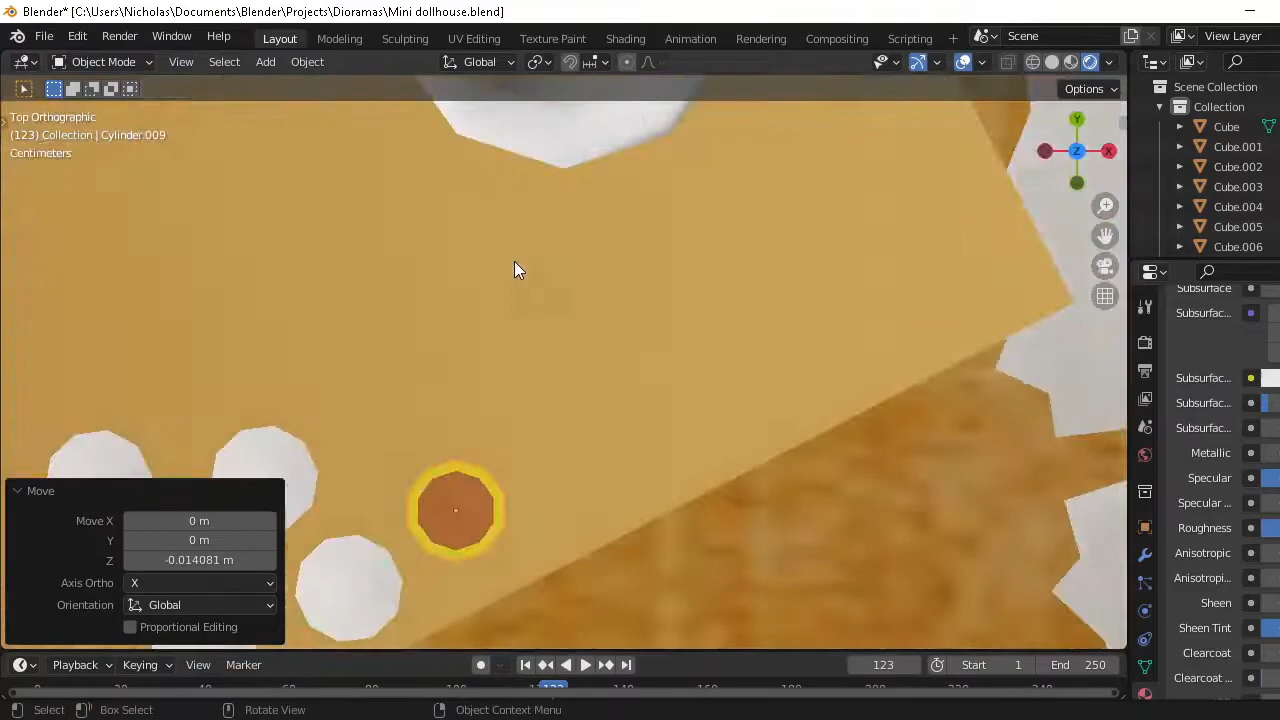 Blender* [C:\Users\Nicholas\Documents\Blender\Projects\Dioramas\Mini dollhouse.blend]
File Edit Render Window Help Layout Modeling Sculpting UV Editing Texture Paint Shading Animation Rendering Compositing Scripting + Scene View Layer
Object Mode View Select Add Object Global
Options
Top Orthographic
(123) Collection | Cylinder.009
Centimeters
Y
Z
X
Scene Collection
Collection
Cube
Cube.001
Cube.002
Cube.003
Cube.004
Cube.005
Cube.006
Subsurface
Subsurfac...
Subsurfac...
Subsurfac...
Subsurfac...
Metallic
Specular
Specular ...
Roughness
Anisotropic
Anisotropi...
Sheen
Sheen Tint
Clearcoat
Clearcoat ...
Move
Move X 0 m
Y 0 m
Z -0.014081 m
Axis Ortho X
Orientation Global
Proportional Editing
Playback Keying View Marker 123 Start 1 End 250
Select Box Select Rotate View Object Context Menu